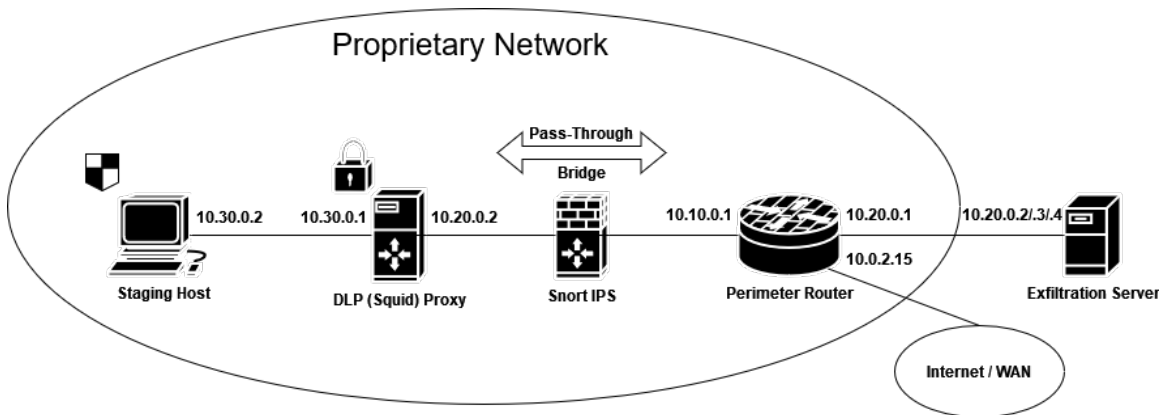 Proprietary Network
Pass-Through
Bridge
10.30.0.2
10.30.0.1
10.20.0.2
10.10.0.1
10.20.0.1
10.20.0.2/.3/.4
10.0.2.15
Staging Host
DLP (Squid) Proxy
Snort IPS
Perimeter Router
Exfiltration Server
Internet / WAN